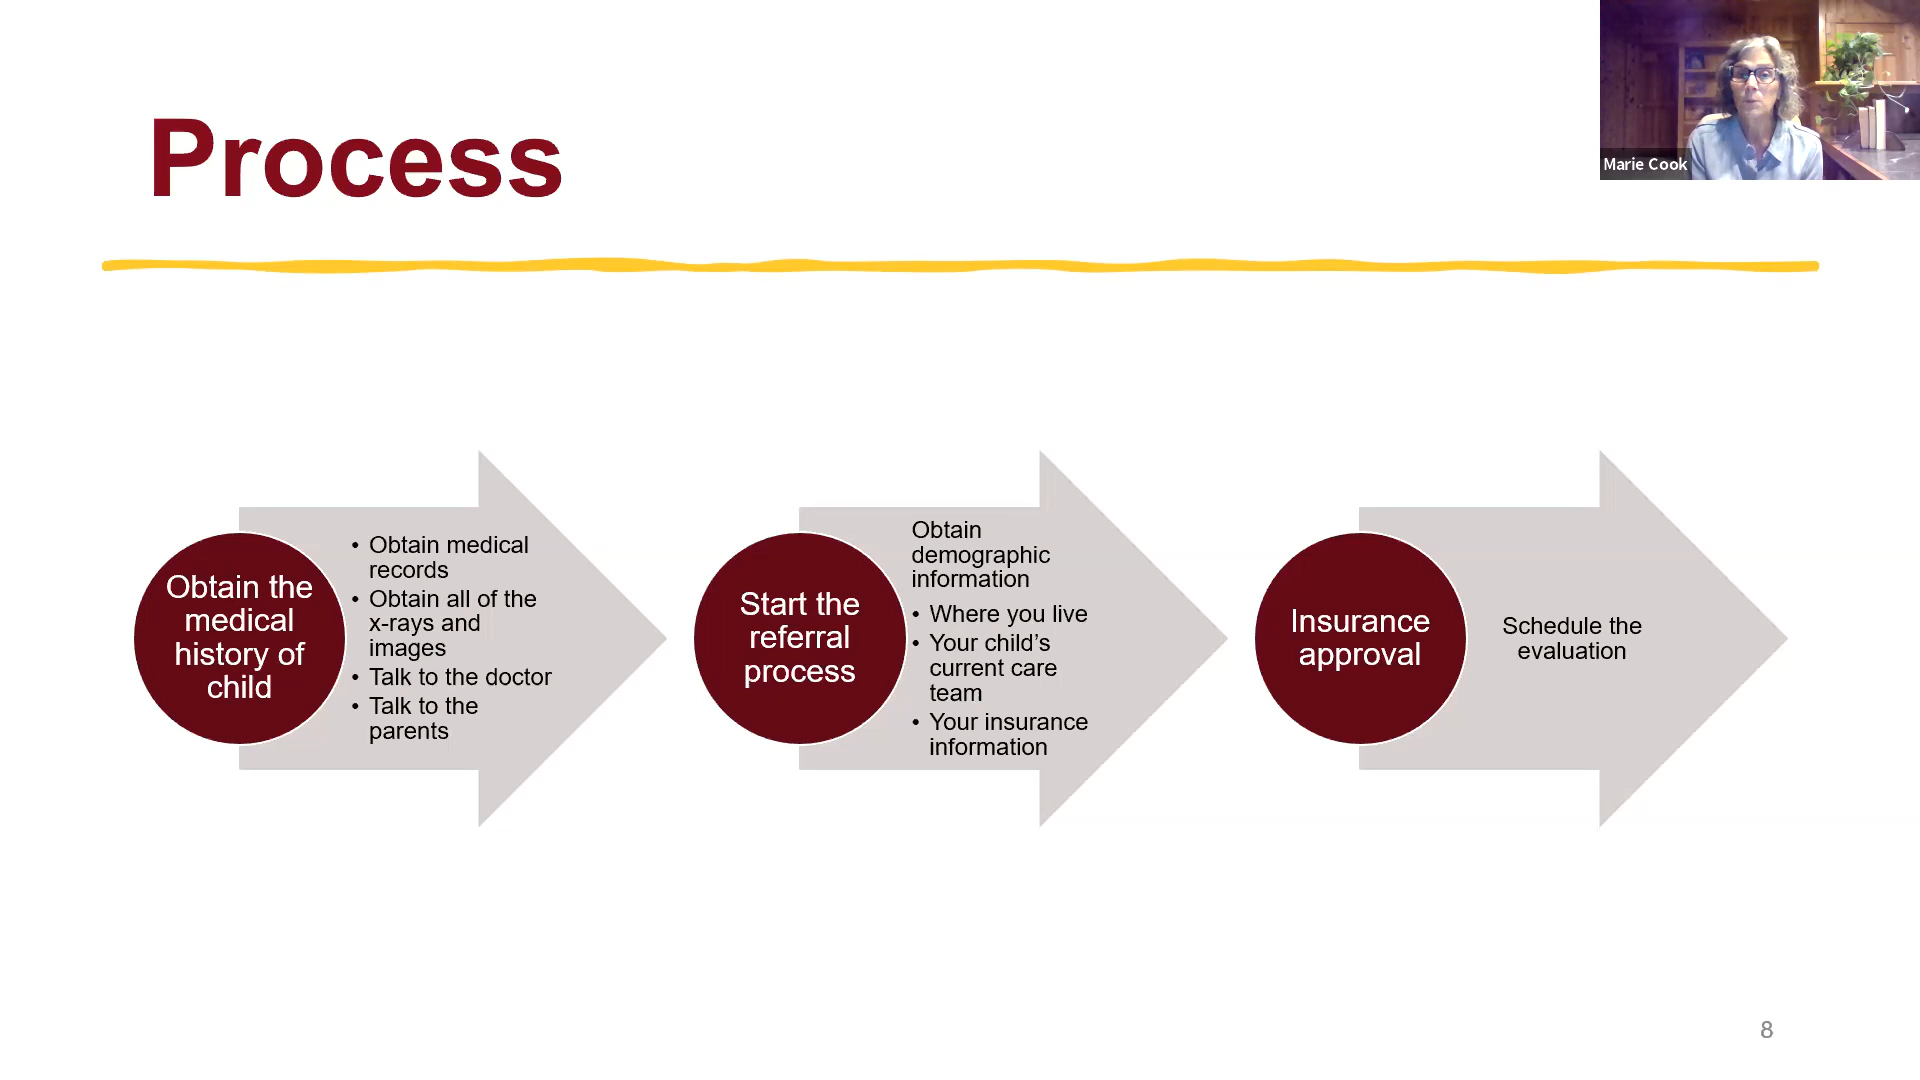 Process
Marie Cook
Obtain the
medical
history of
child
• Obtain medical
records
• Obtain all of the
x-rays and
images
• Talk to the doctor
• Talk to the
parents
Start the
referral
process
Obtain
demographic
information
• Where you live
• Your child’s
current care
team
• Your insurance
information
Insurance
approval
Schedule the
evaluation
8